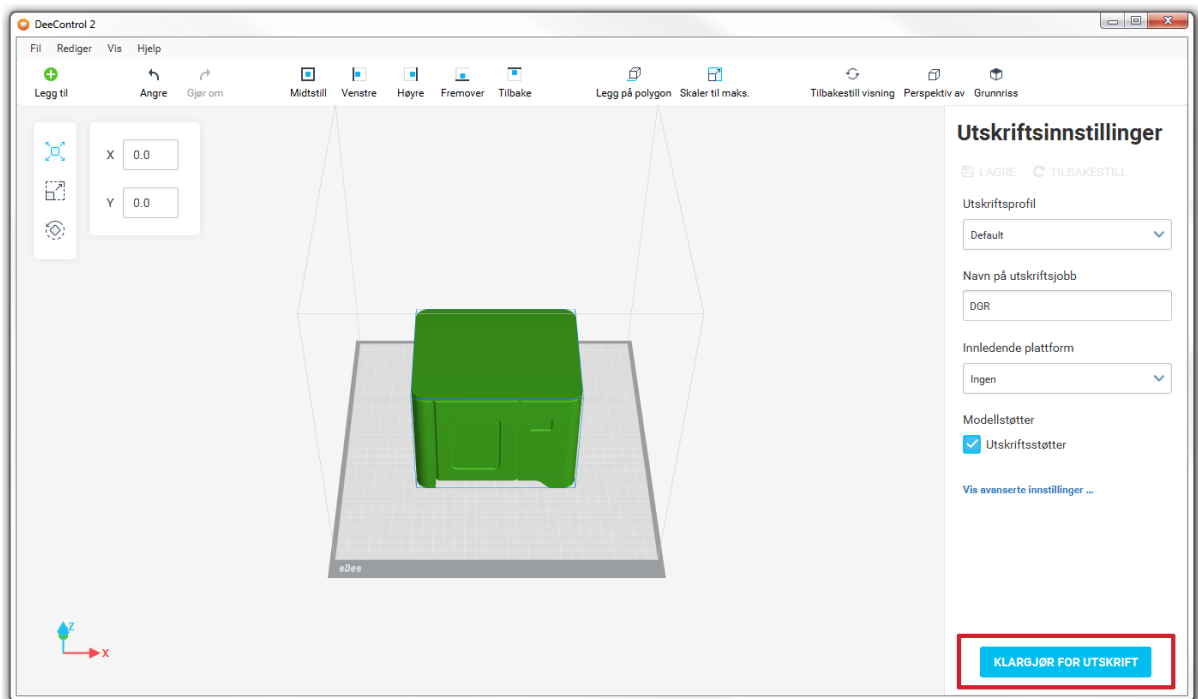 DeeControl 2
Fil Rediger Vis Hjelp
Legg til Angre Gjør om Midtstill Venstre Høyre Fremover Tilbake Legg på polygon Skaler til maks. Tilbakestill visning Perspektiv av Grunnriss
X 0.0
Y 0.0
eDee
Z
X
Utskriftsinnstillinger
LAGRE TILBAKESTILL
Utskriftsprofil
Default
Navn på utskriftsjobb
DGR
Innledende plattform
Ingen
Modellstøtter
Utskriftsstøtter
Vis avanserte innstillinger ...
KLARGJØR FOR UTSKRIFT